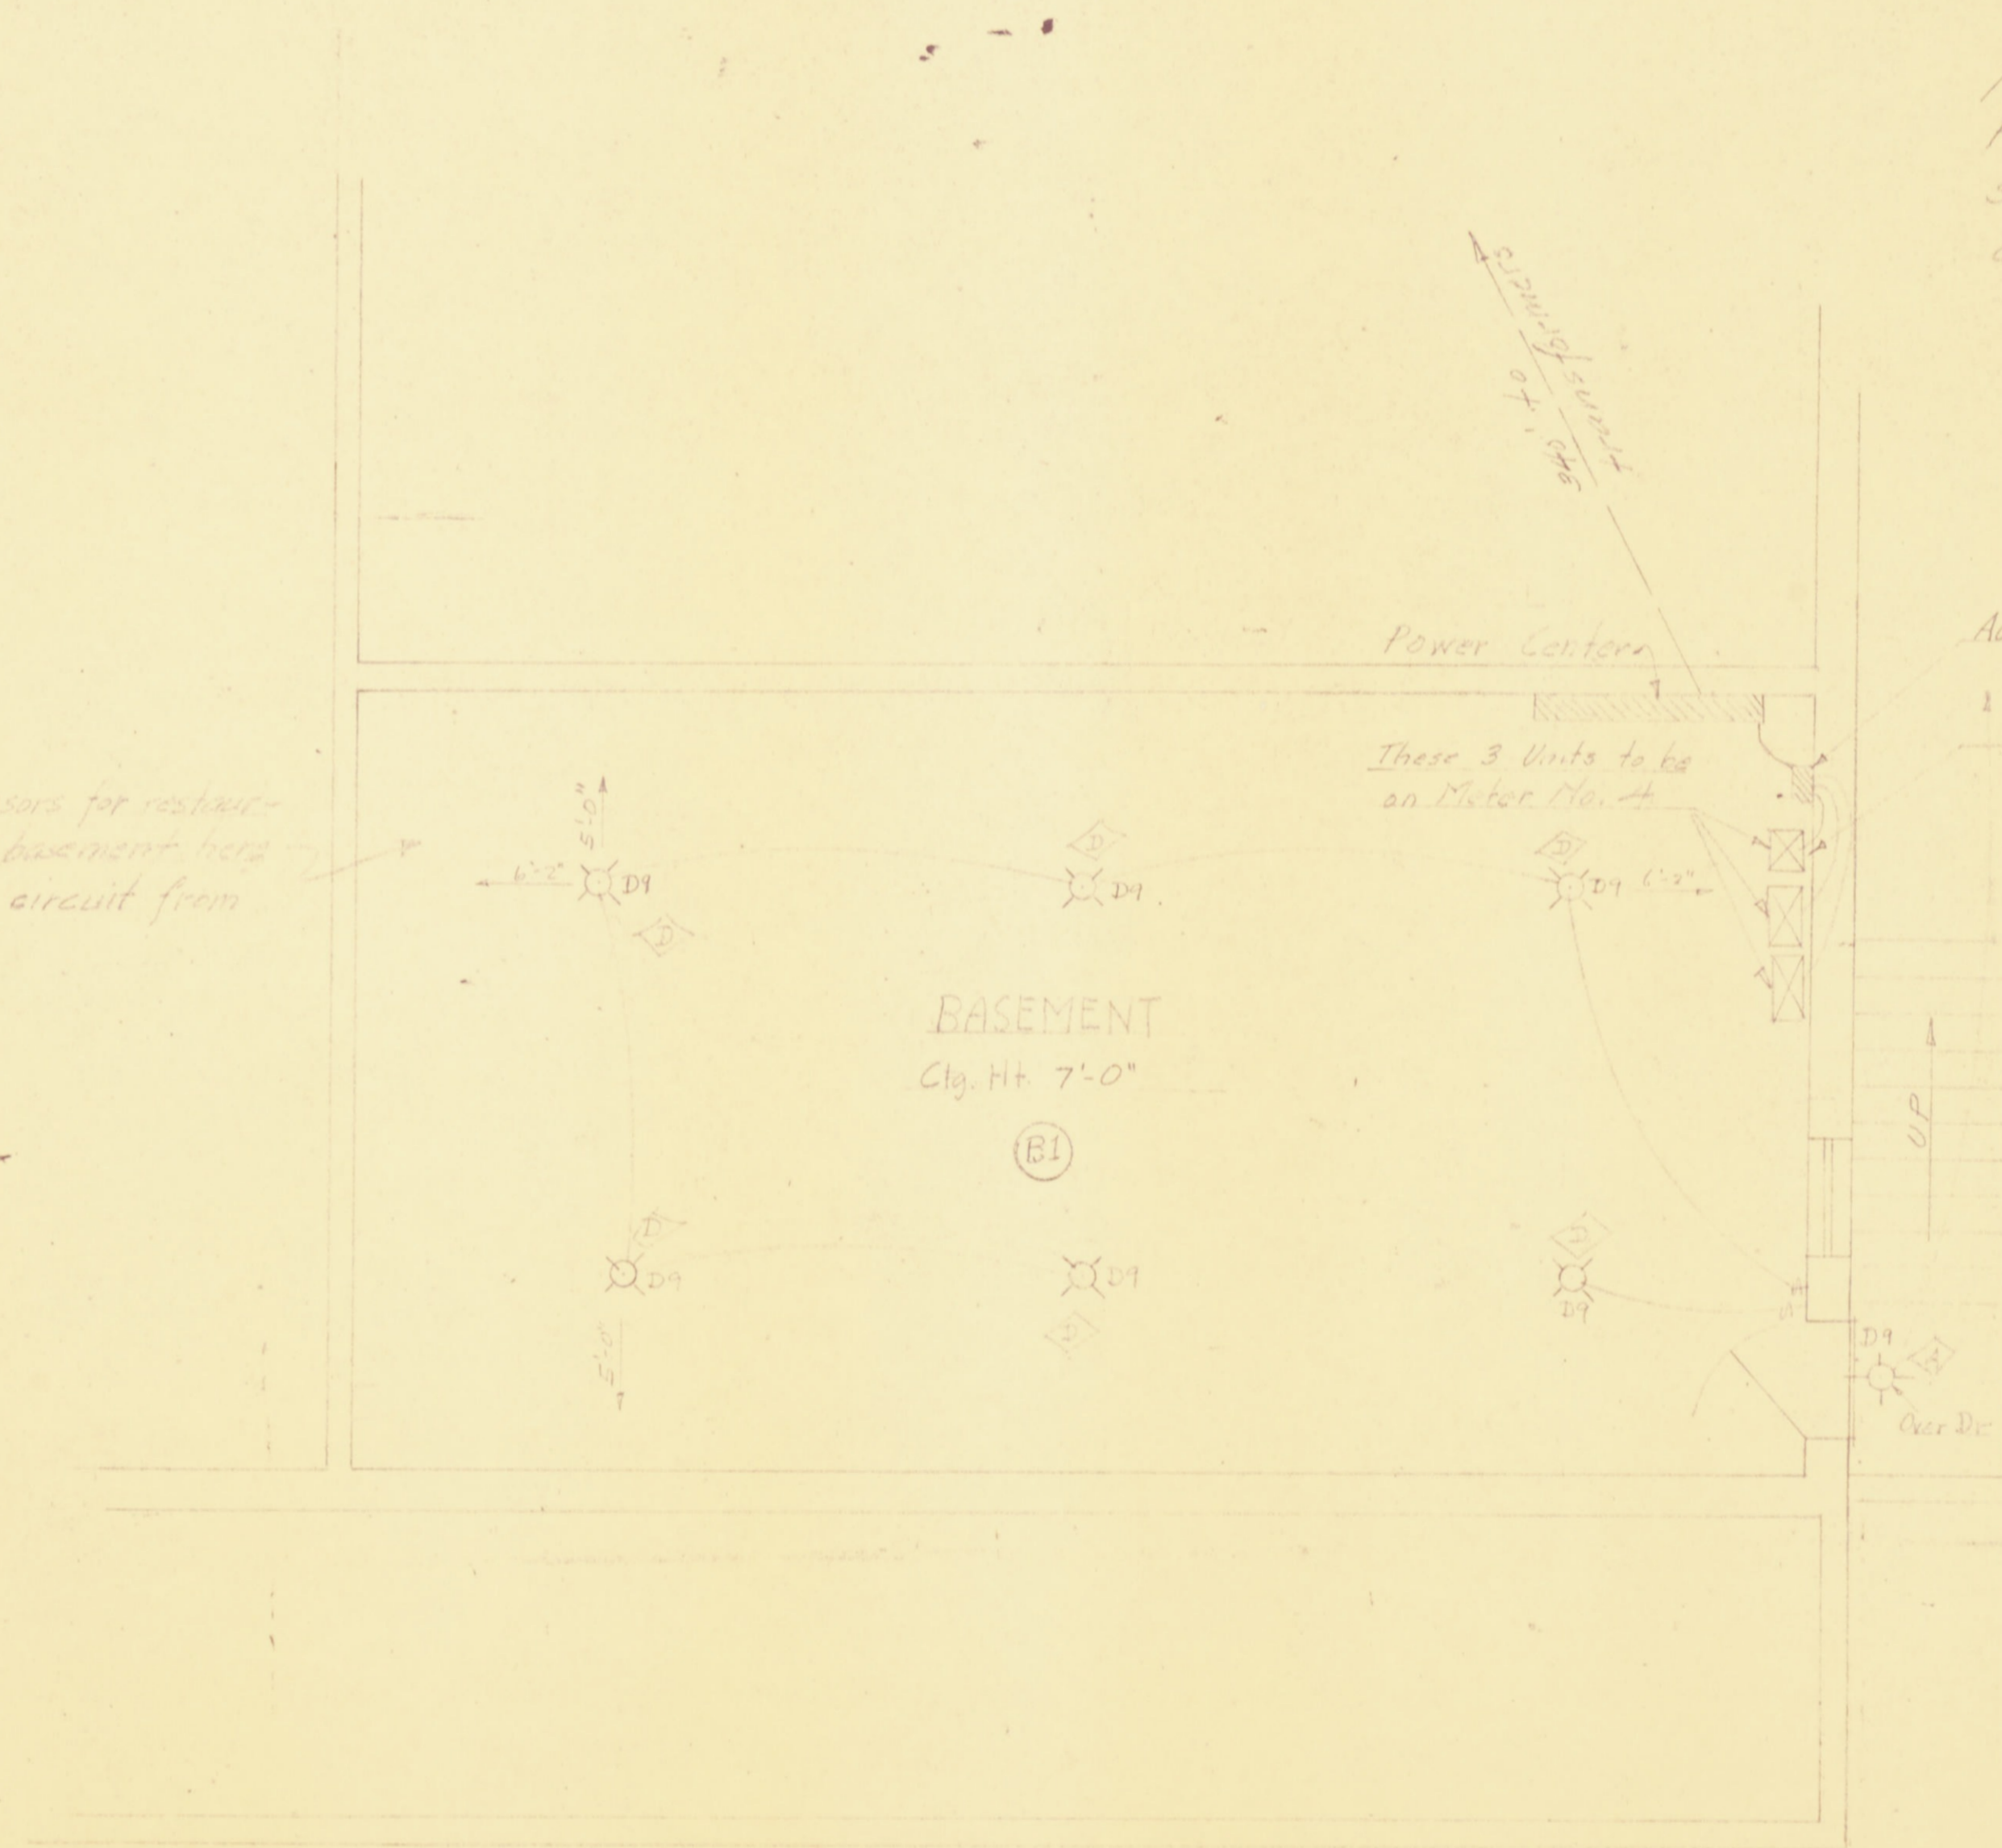 346' to
transformers
Power Center
These 3 Units to be
on Meter No. 4
sors for restaur-
basement here
circuit from
5'-0"
6'-2"
D9
D
D
D9
D
D9
6'-2"
BASEMENT
Clg. Ht. 7'-0"
B1
UP
D
D9
D9
D
D9
5'-0"
D9
Over Dr